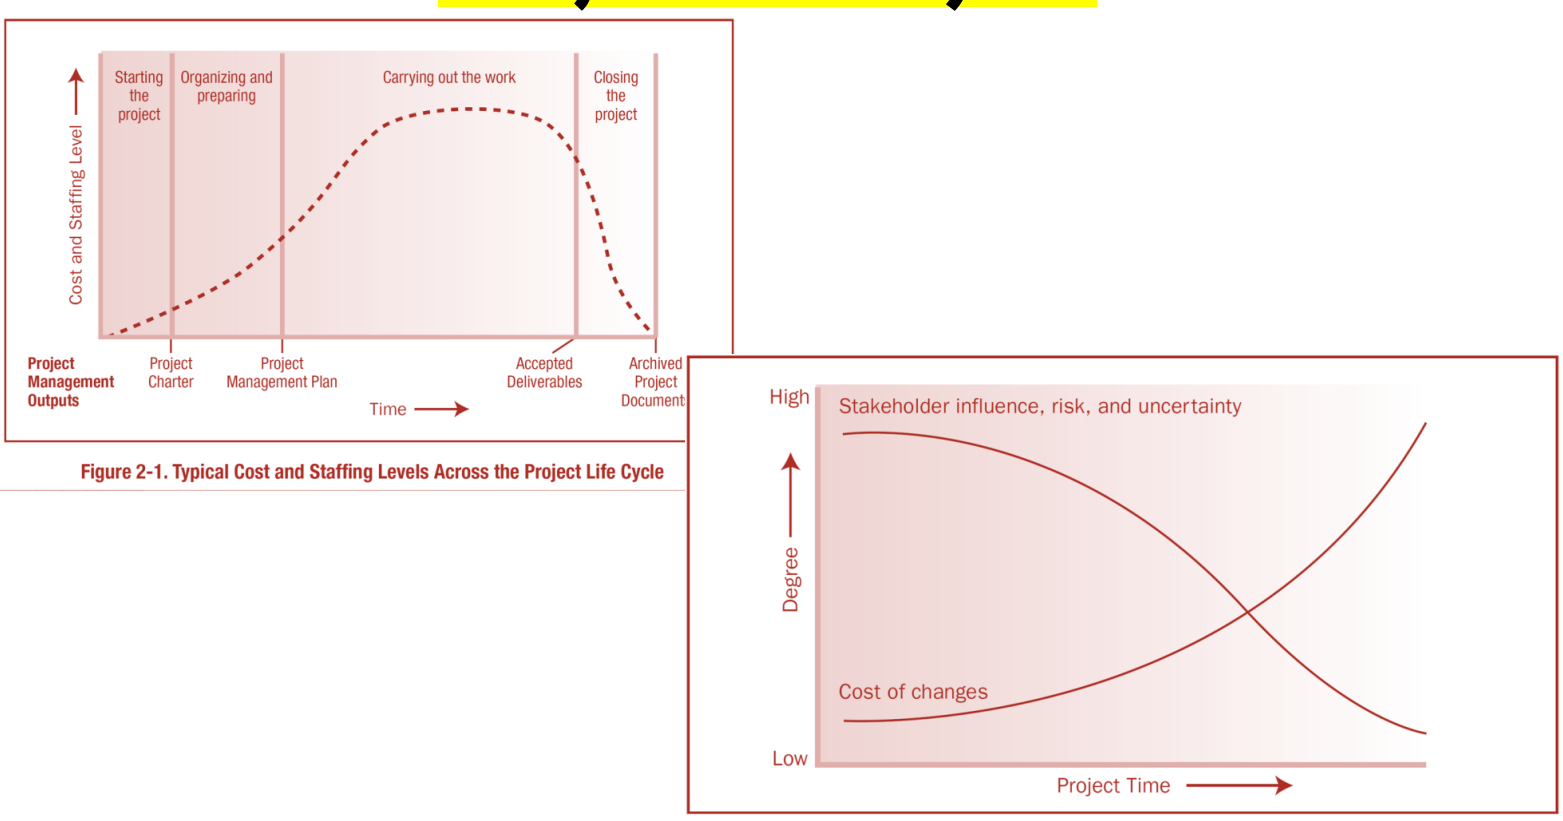 Starting
the
project
Organizing and
preparing
Carrying out the work
Closing
the
project
Cost and Staffing Level
Project
Management
Outputs
Project
Charter
Project
Management Plan
Accepted
Deliverables
Archived
Project
Document
Time
Figure 2-1. Typical Cost and Staffing Levels Across the Project Life Cycle
High
Stakeholder influence, risk, and uncertainty
Degree
Cost of changes
Low
Project Time